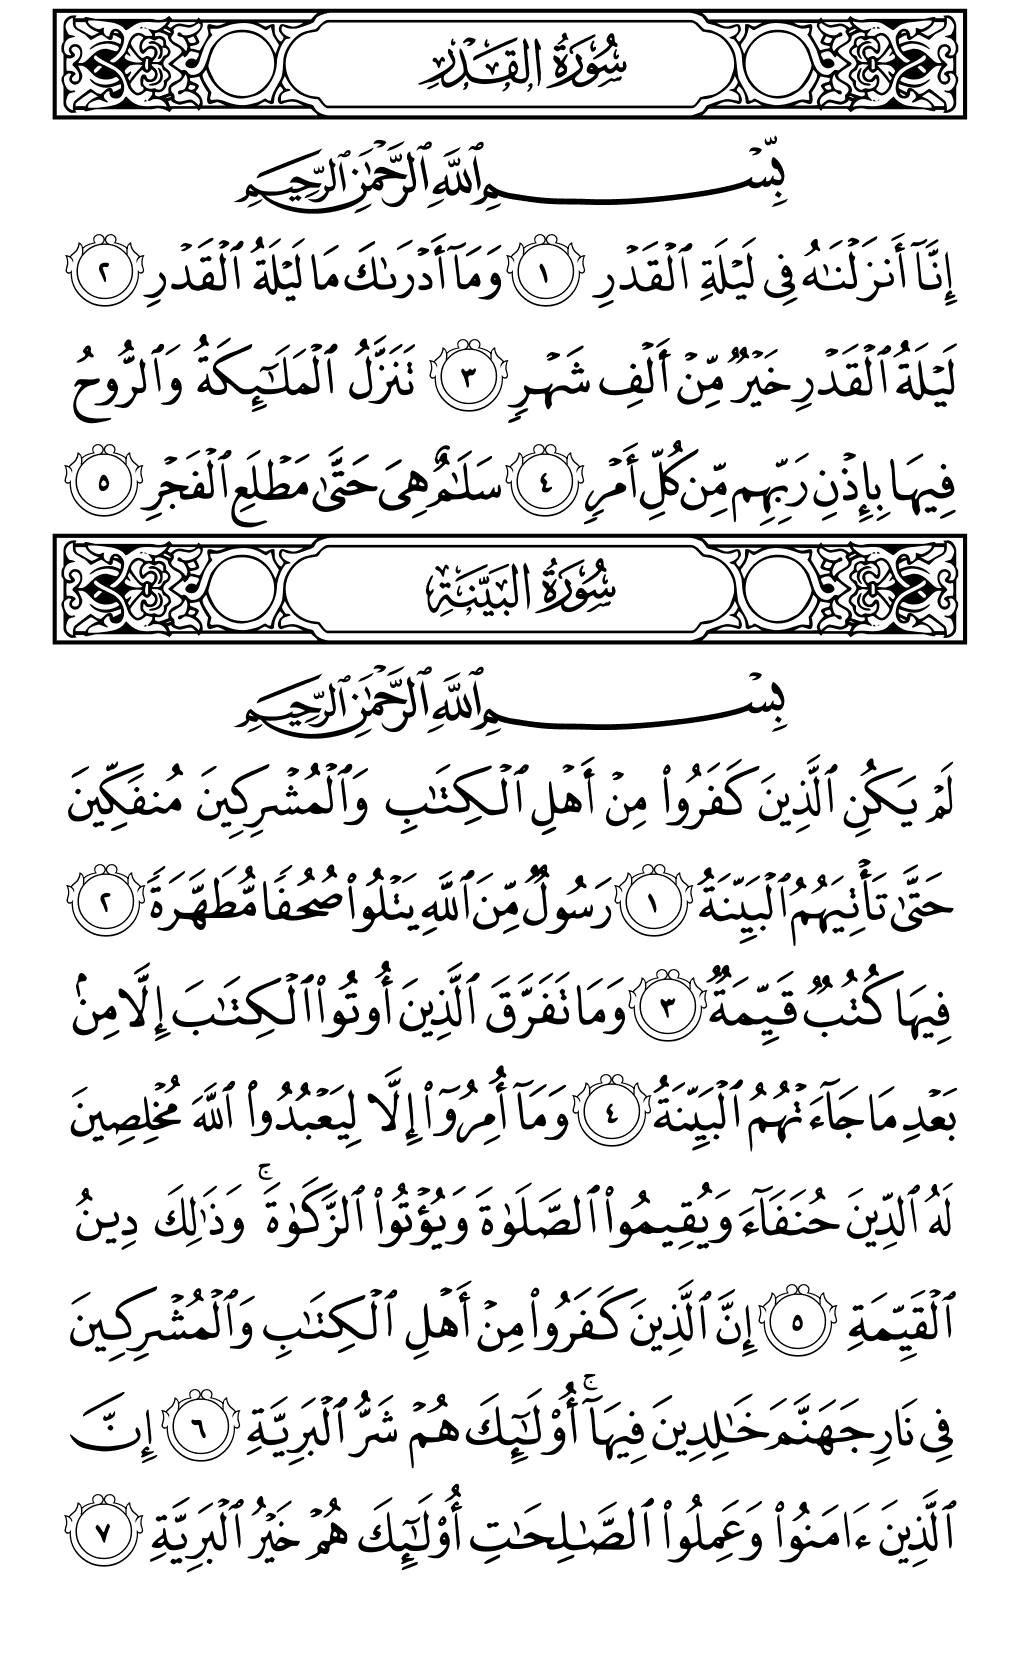 سُورَةُ القَدۡرِ
بِّسۡمِ ٱللَّهِ ٱلرَّحۡمَٰنِ ٱلرَّحِيمِ
إِنَّآ أَنزَلۡنَٰهُ فِي لَيۡلَةِ ٱلۡقَدۡرِ ١ وَمَآ أَدۡرَىٰكَ مَا لَيۡلَةُ ٱلۡقَدۡرِ ٢
لَيۡلَةُ ٱلۡقَدۡرِ خَيۡرٞ مِّنۡ أَلۡفِ شَهۡرٖ ٣ تَنَزَّلُ ٱلۡمَلَٰٓئِكَةُ وَٱلرُّوحُ
فِيهَا بِإِذۡنِ رَبِّهِم مِّن كُلِّ أَمۡرٖ ٤ سَلَٰمٌ هِيَ حَتَّىٰ مَطۡلَعِ ٱلۡفَجۡرِ ٥
سُورَةُ البَيِّنَةِ
بِسۡمِ ٱللَّهِ ٱلرَّحۡمَٰنِ ٱلرَّحِيمِ
لَمۡ يَكُنِ ٱلَّذِينَ كَفَرُواْ مِنۡ أَهۡلِ ٱلۡكِتَٰبِ وَٱلۡمُشۡرِكِينَ مُنفَكِّينَ
حَتَّىٰ تَأۡتِيَهُمُ ٱلۡبَيِّنَةُ ١ رَسُولٞ مِّنَ ٱللَّهِ يَتۡلُواْ صُحُفٗا مُّطَهَّرَةٗ ٢
فِيهَا كُتُبٞ قَيِّمَةٞ ٣ وَمَا تَفَرَّقَ ٱلَّذِينَ أُوتُواْ ٱلۡكِتَٰبَ إِلَّا مِنۢ
بَعۡدِ مَا جَآءَتۡهُمُ ٱلۡبَيِّنَةُ ٤ وَمَآ أُمِرُوٓاْ إِلَّا لِيَعۡبُدُواْ ٱللَّهَ مُخۡلِصِينَ
لَهُ ٱلدِّينَ حُنَفَآءَ وَيُقِيمُواْ ٱلصَّلَوٰةَ وَيُؤۡتُواْ ٱلزَّكَوٰةَۚ وَذَٰلِكَ دِينُ
ٱلۡقَيِّمَةِ ٥ إِنَّ ٱلَّذِينَ كَفَرُواْ مِنۡ أَهۡلِ ٱلۡكِتَٰبِ وَٱلۡمُشۡرِكِينَ
فِي نَارِ جَهَنَّمَ خَٰلِدِينَ فِيهَآۚ أُوْلَٰٓئِكَ هُمۡ شَرُّ ٱلۡبَرِيَّةِ ٦ إِنَّ
ٱلَّذِينَ ءَامَنُواْ وَعَمِلُواْ ٱلصَّٰلِحَٰتِ أُوْلَٰٓئِكَ هُمۡ خَيۡرُ ٱلۡبَرِيَّةِ ٧